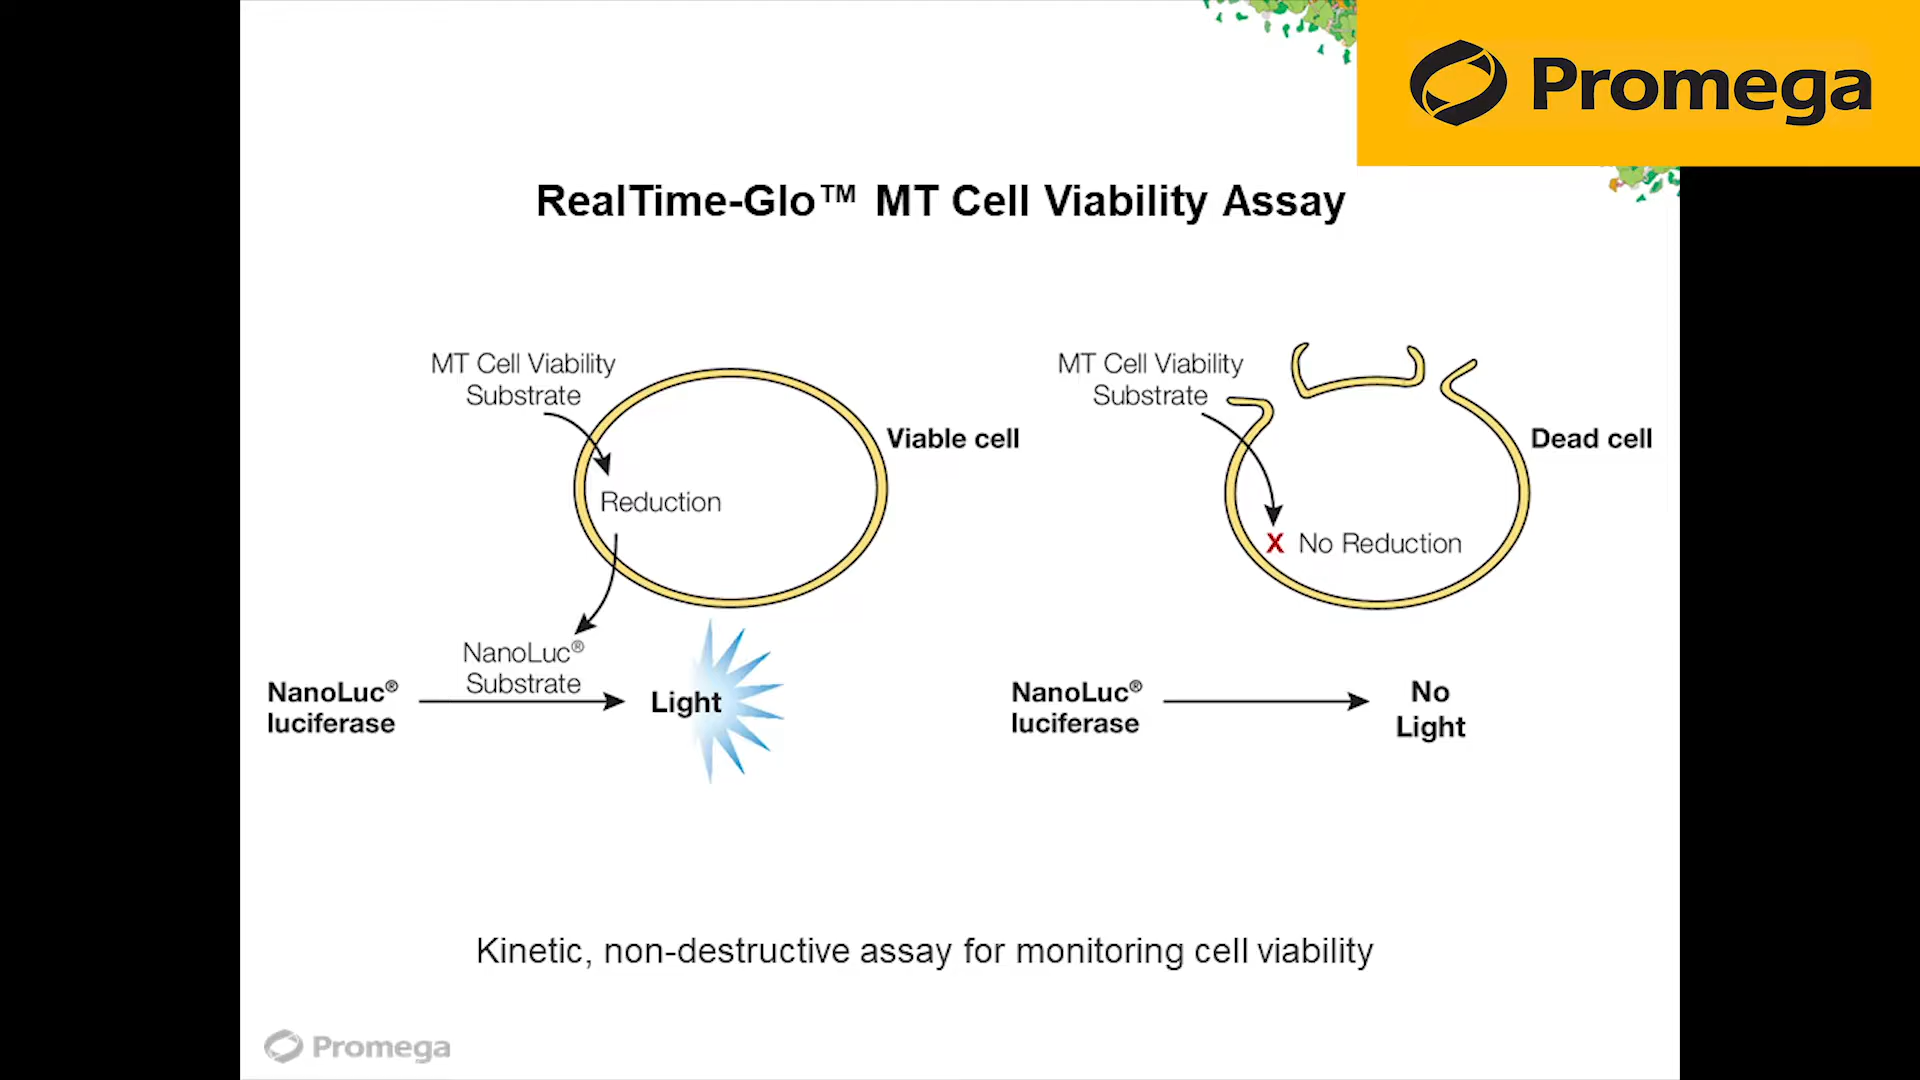 Promega
RealTime-Glo™ MT Cell Viability Assay
MT Cell Viability
Substrate
Viable cell
Reduction
NanoLuc®
Substrate
NanoLuc®
luciferase
Light
MT Cell Viability
Substrate
Dead cell
X No Reduction
NanoLuc®
luciferase
No
Light
Kinetic, non-destructive assay for monitoring cell viability
Promega